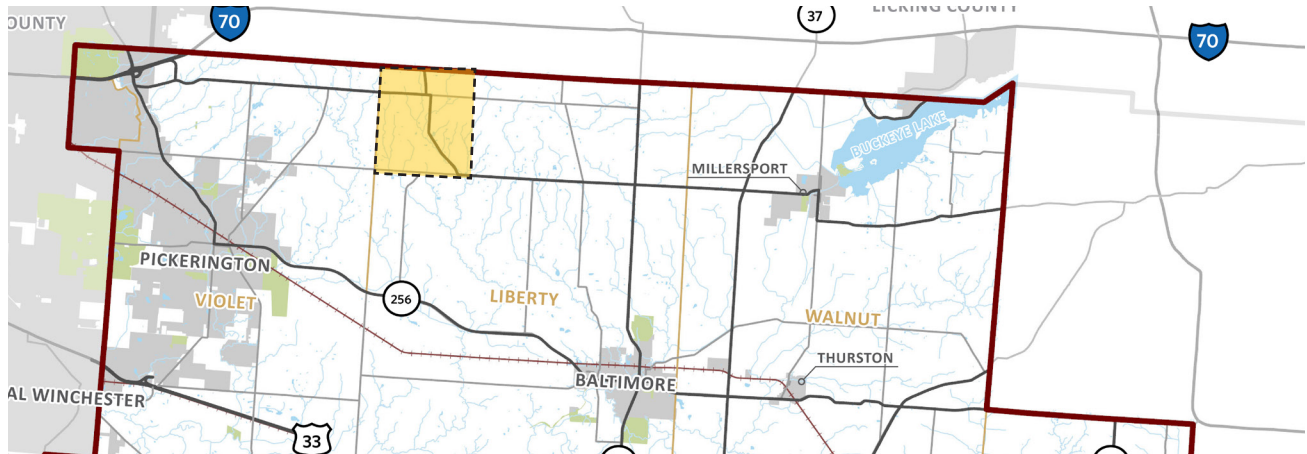 OUNTY
70
37
LICKING COUNTY
70
BUCKEYE LAKE
MILLERSPORT
PICKERINGTON
VIOLET
256
LIBERTY
WALNUT
THURSTON
BALTIMORE
AL WINCHESTER
33